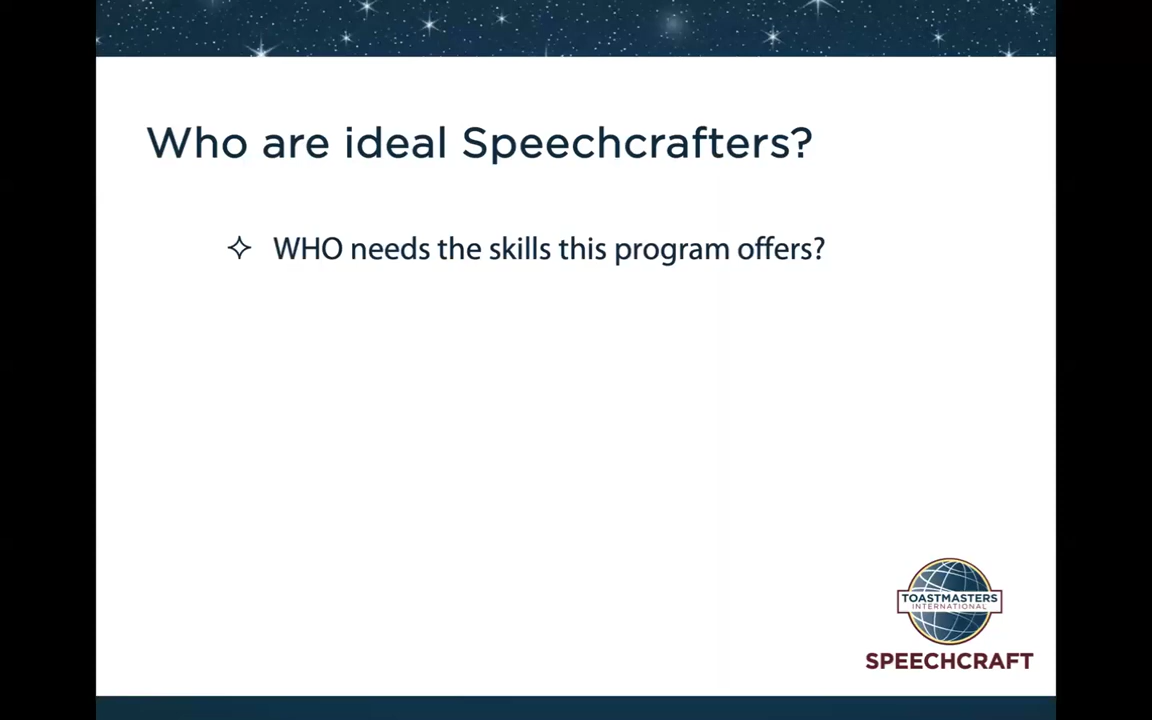 Who are ideal Speechcrafters?
WHO needs the skills this program offers?
TOASTMASTERS
INTERNATIONAL
SPEECHCRAFT